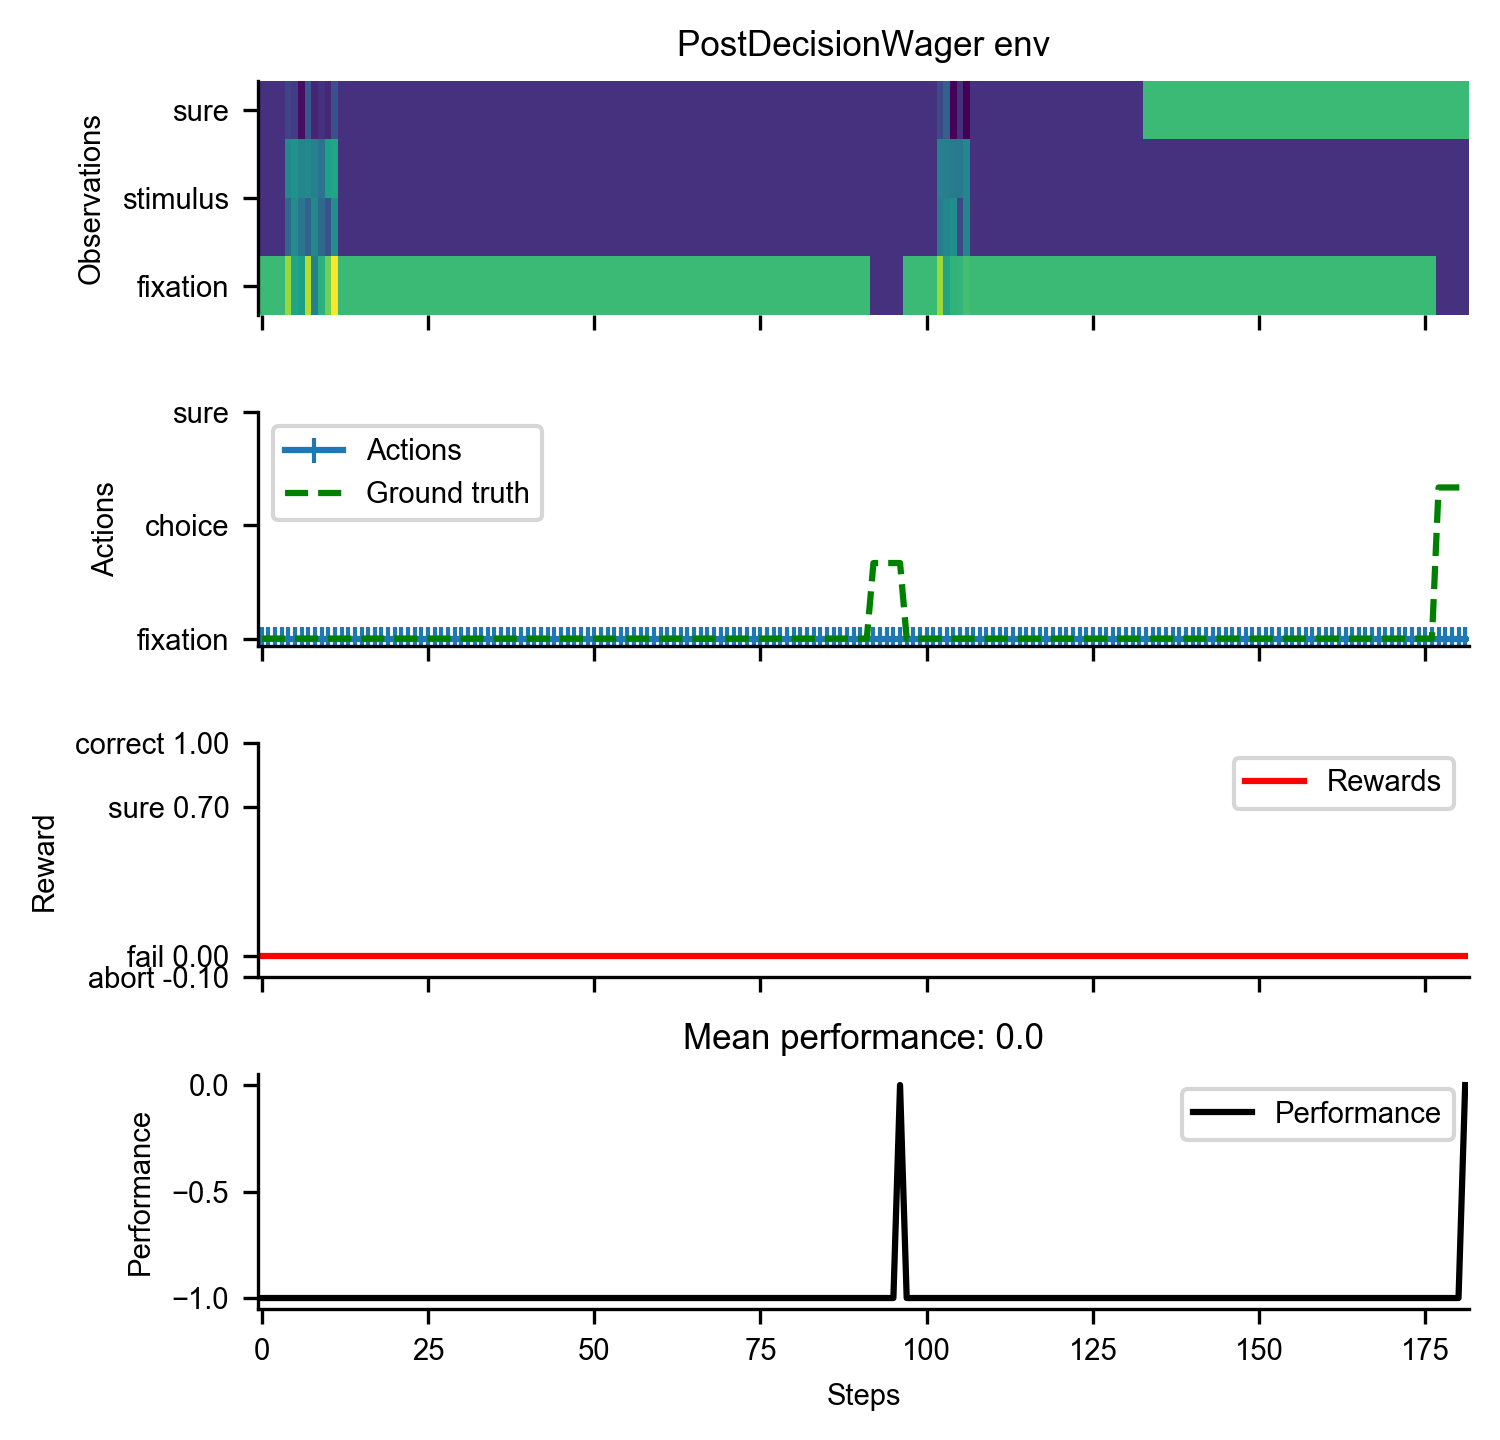 PostDecisionWager env
Observations
sure
stimulus
fixation
Actions
sure
choice
fixation
Actions
Ground truth
Reward
correct 1.00
sure 0.70
fail 0.00
abort -0.10
Rewards
Mean performance: 0.0
Performance
0.0
−0.5
−1.0
Performance
0
25
50
75
100
125
150
175
Steps